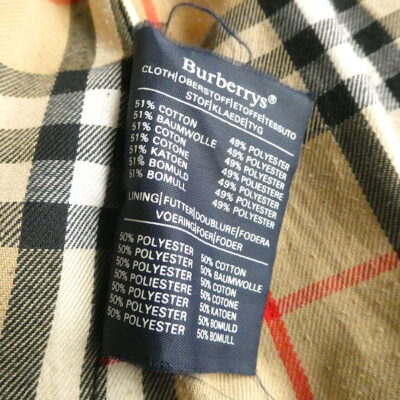 Burberrys®
CLOTH|OBERSTOFF|ETOFFE|TESSUTO
STOF|KLAEDE|TYG
51% COTTON 49% POLYESTER
51% BAUMWOLLE 49% POLYESTER
51% COTON 49% POLYESTER
51% COTONE 49% POLIESTERE
51% KATOEN 49% POLYESTER
51% BOMULD 49% POLYESTER
51% BOMULL 49% POLYESTER
LINING|FUTTER|DOUBLURE|FODERA
VOERING|FOER|FODER
50% POLYESTER 50% COTTON
50% POLYESTER 50% BAUMWOLLE
50% POLYESTER 50% COTON
50% POLIESTERE 50% COTONE
50% POLYESTER 50% KATOEN
50% POLYESTER 50% BOMULD
50% POLYESTER 50% BOMULL